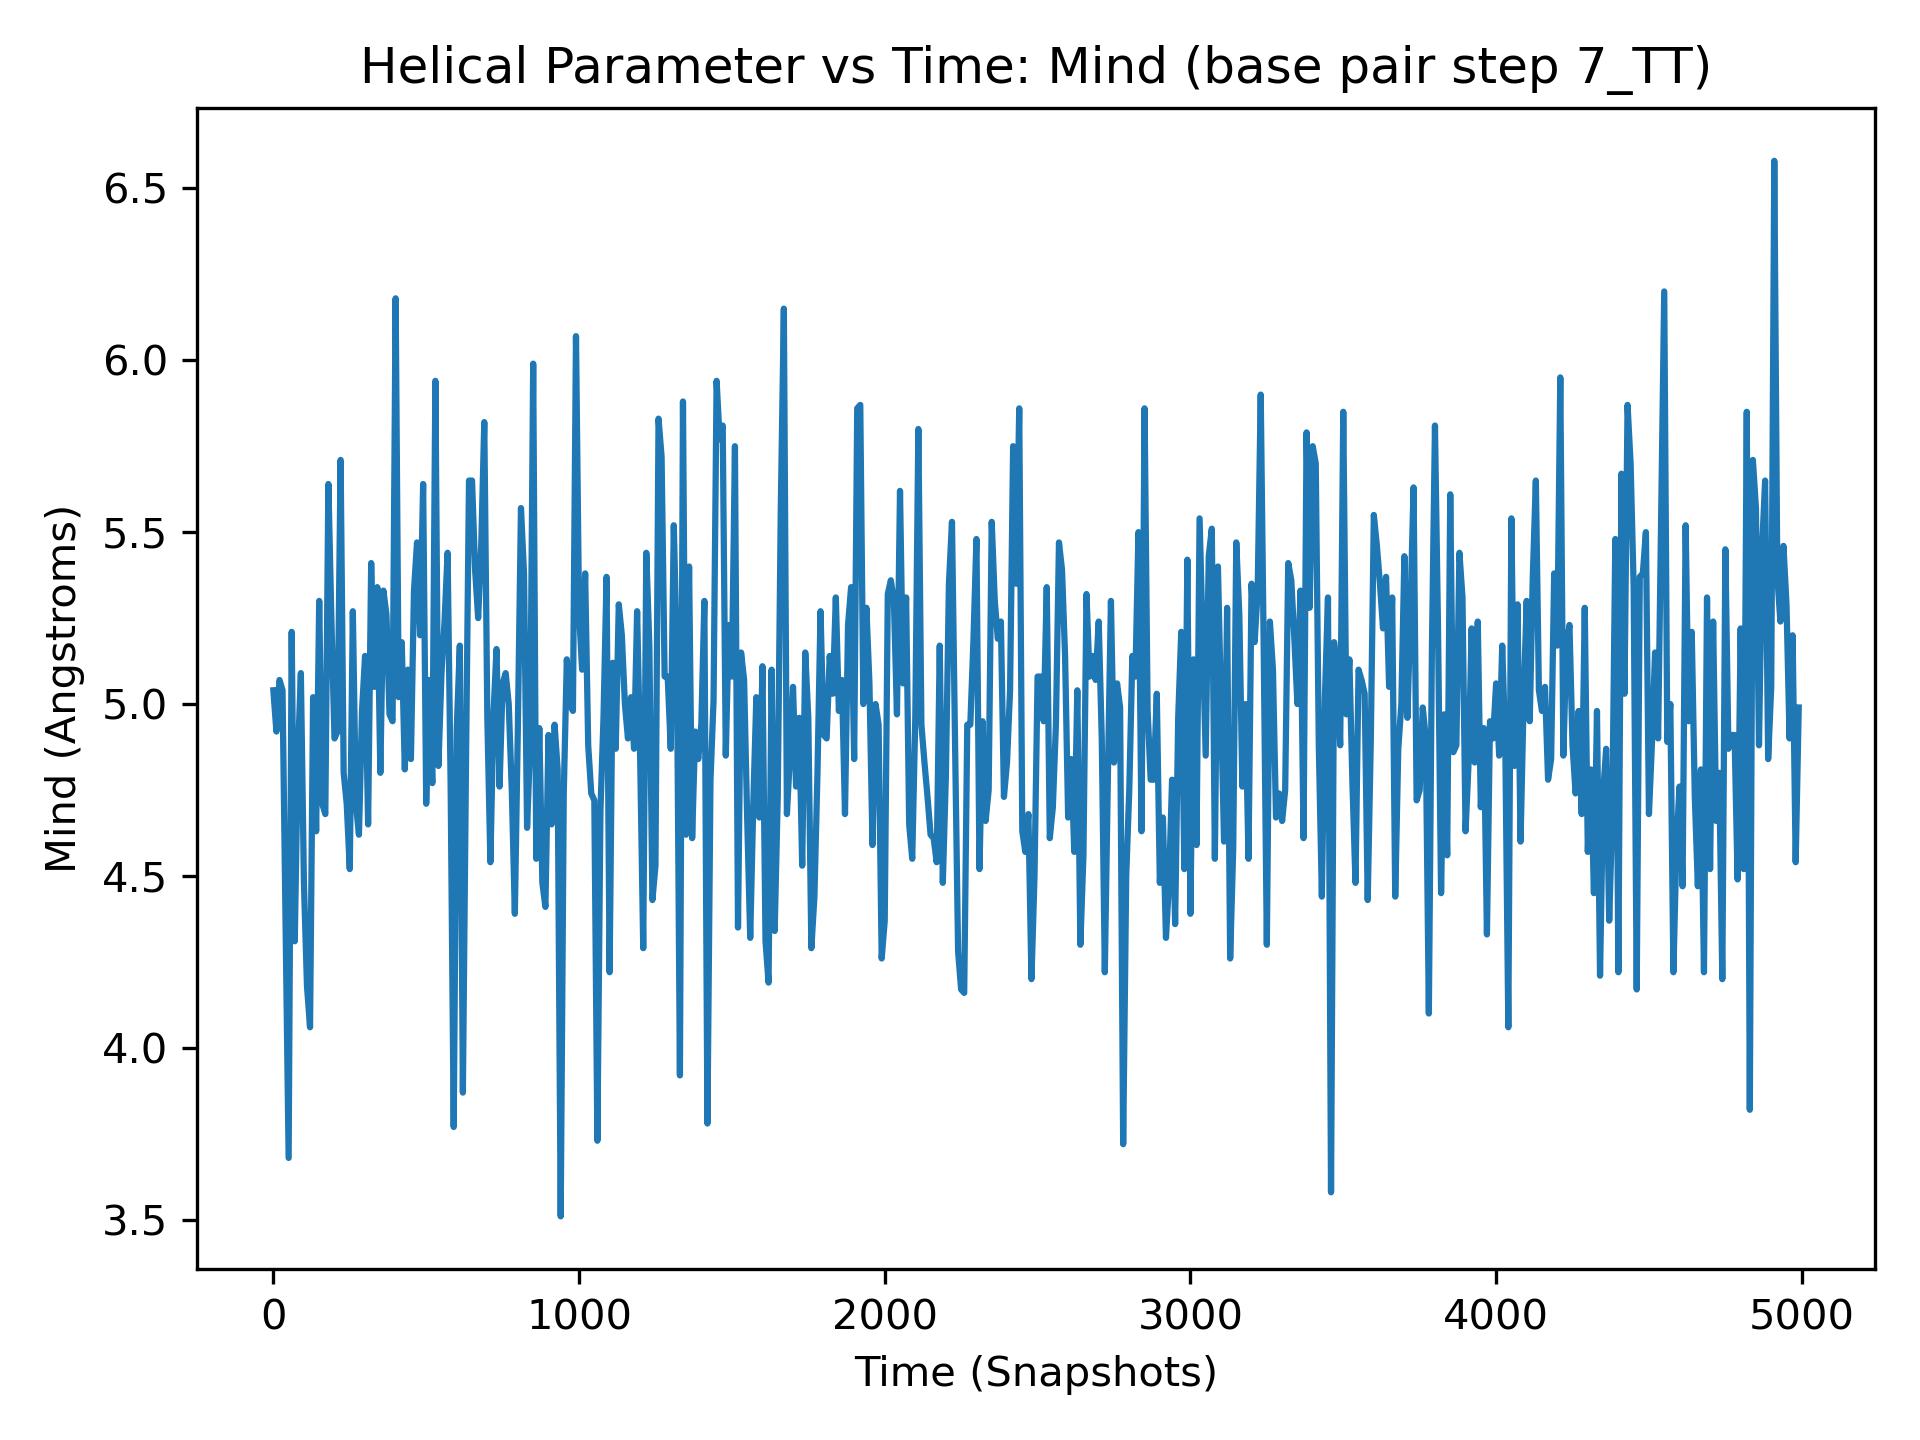 Helical Parameter vs Time: Mind (base pair step 7_TT)
Mind (Angstroms)
6.5
6.0
5.5
5.0
4.5
4.0
3.5
0 1000 2000 3000 4000 5000
Time (Snapshots)